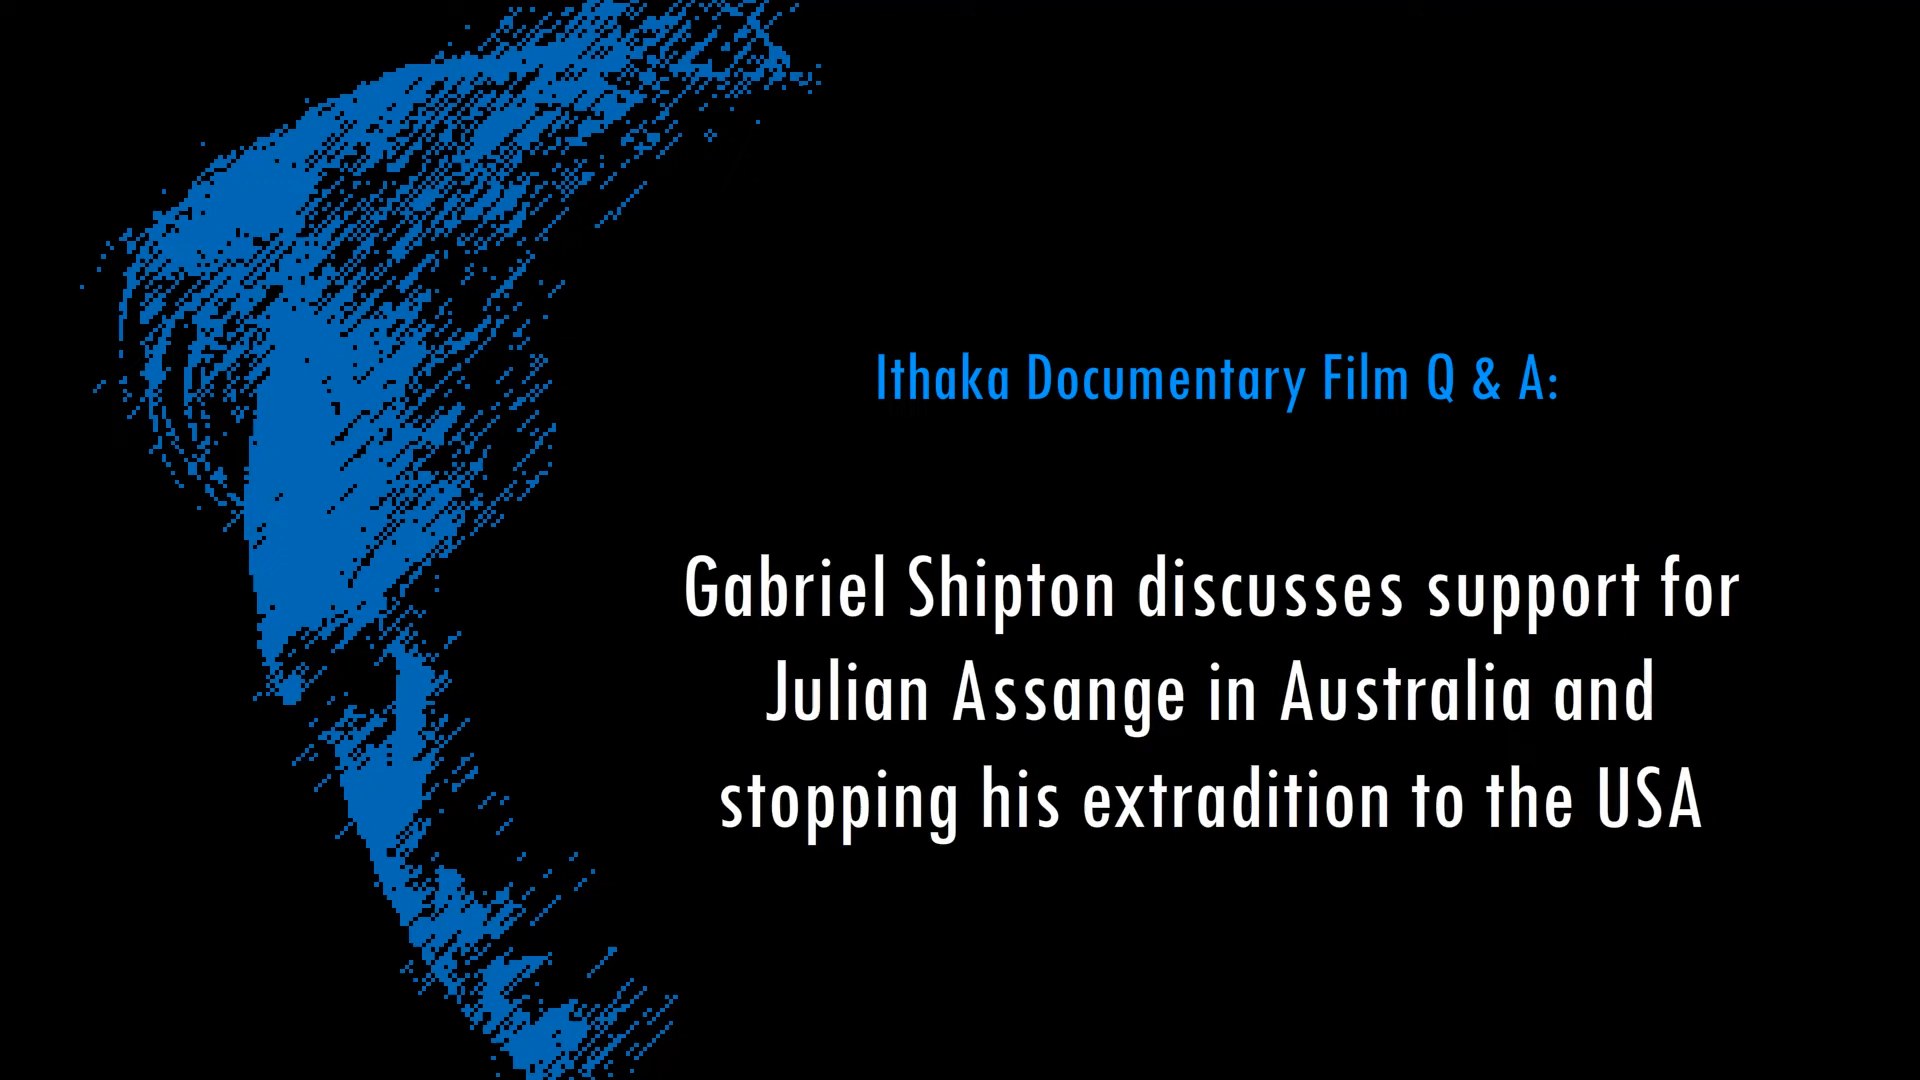 Ithaka Documentary Film Q & A:
Gabriel Shipton discusses support for
Julian Assange in Australia and
stopping his extradition to the USA